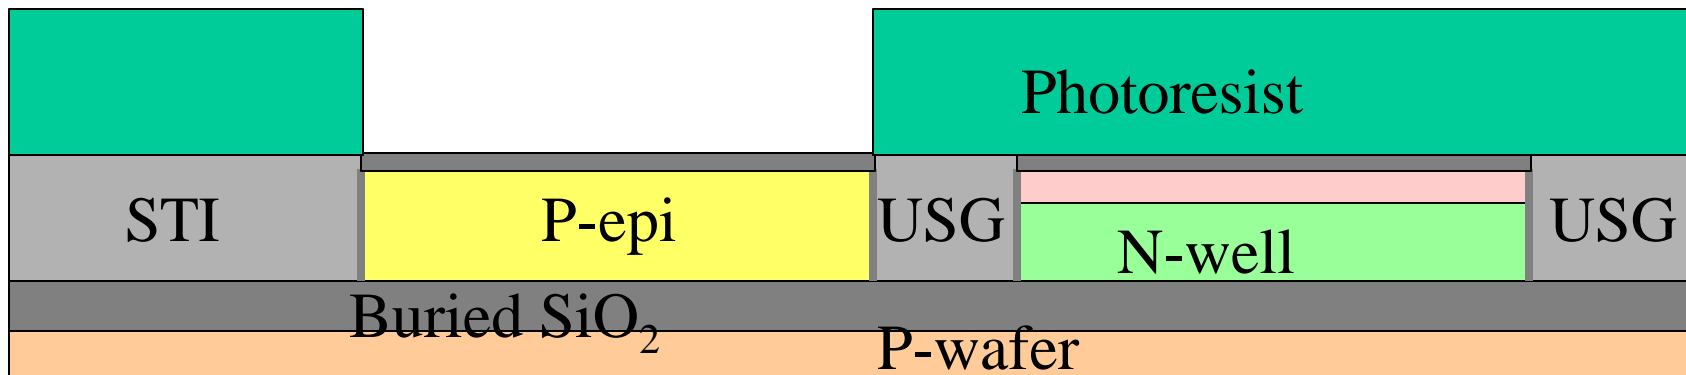 Photoresist
STI
P-epi
USG
N-well
USG
Buried SiO₂
P-wafer